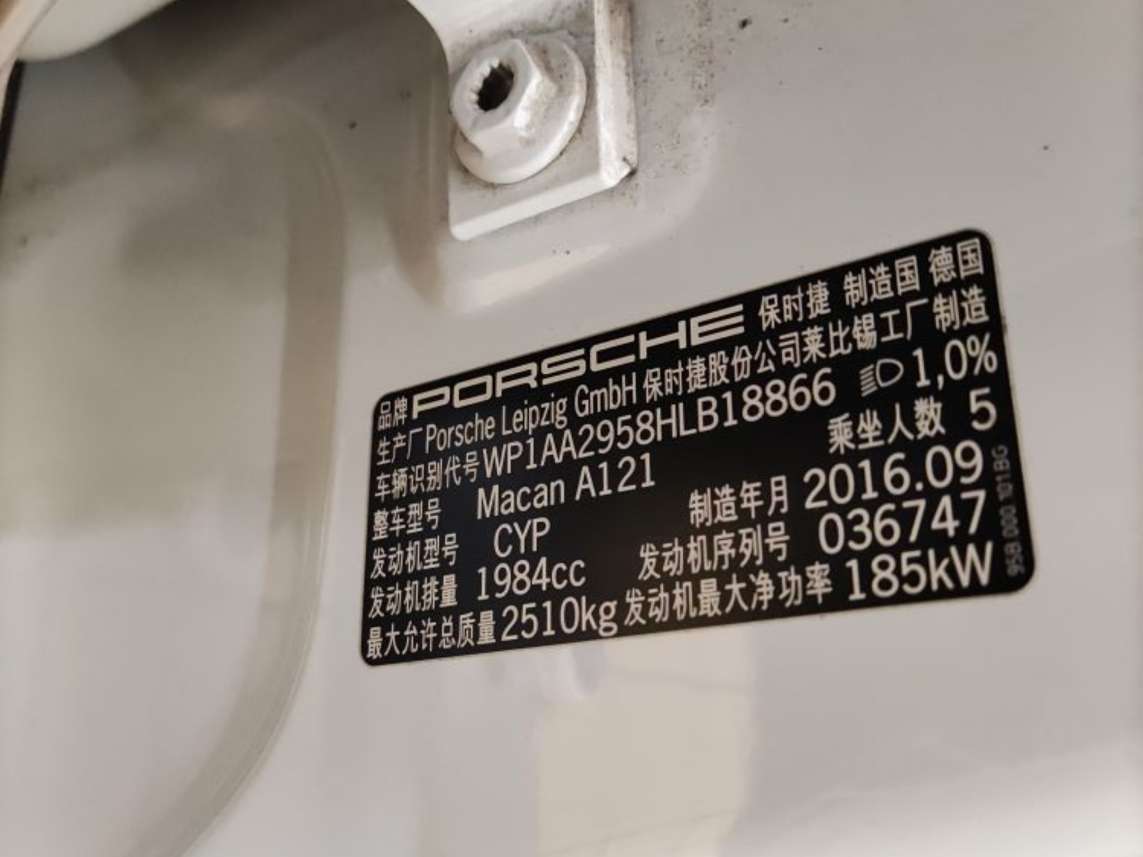 品牌 PORSCHE 保时捷 制造国 德国
生产厂 Porsche Leipzig GmbH 保时捷股份公司莱比锡工厂 制造
车辆识别代号 WP1AA2958HLB18866 1,0%
整车型号 Macan A121 乘坐人数 5
发动机型号 CYP 制造年月 2016.09
发动机排量 1984cc 发动机序列号 036747
最大允许总质量 2510kg 发动机最大净功率 185kW
95B 000 101 BG